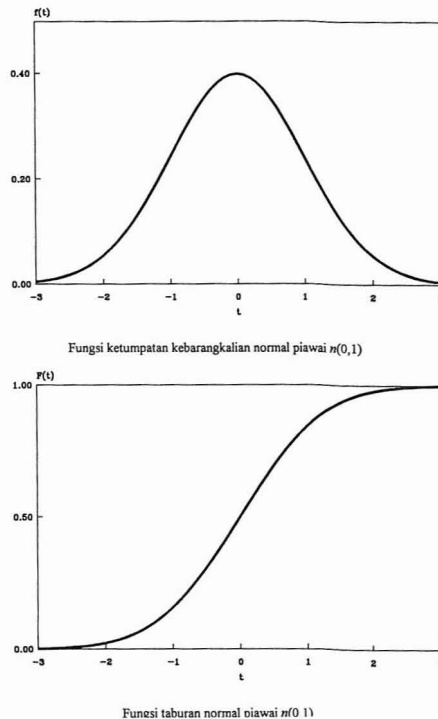 f(t)
0.40
0.20
0.00
-3 -2 -1 0 1 2
t
Fungsi ketumpatan kebarangkalian normal piawai n(0,1)
F(t)
1.00
0.50
0.00
-3 -2 -1 0 1 2
t
Fungsi taburan normal piawai n(0 1)